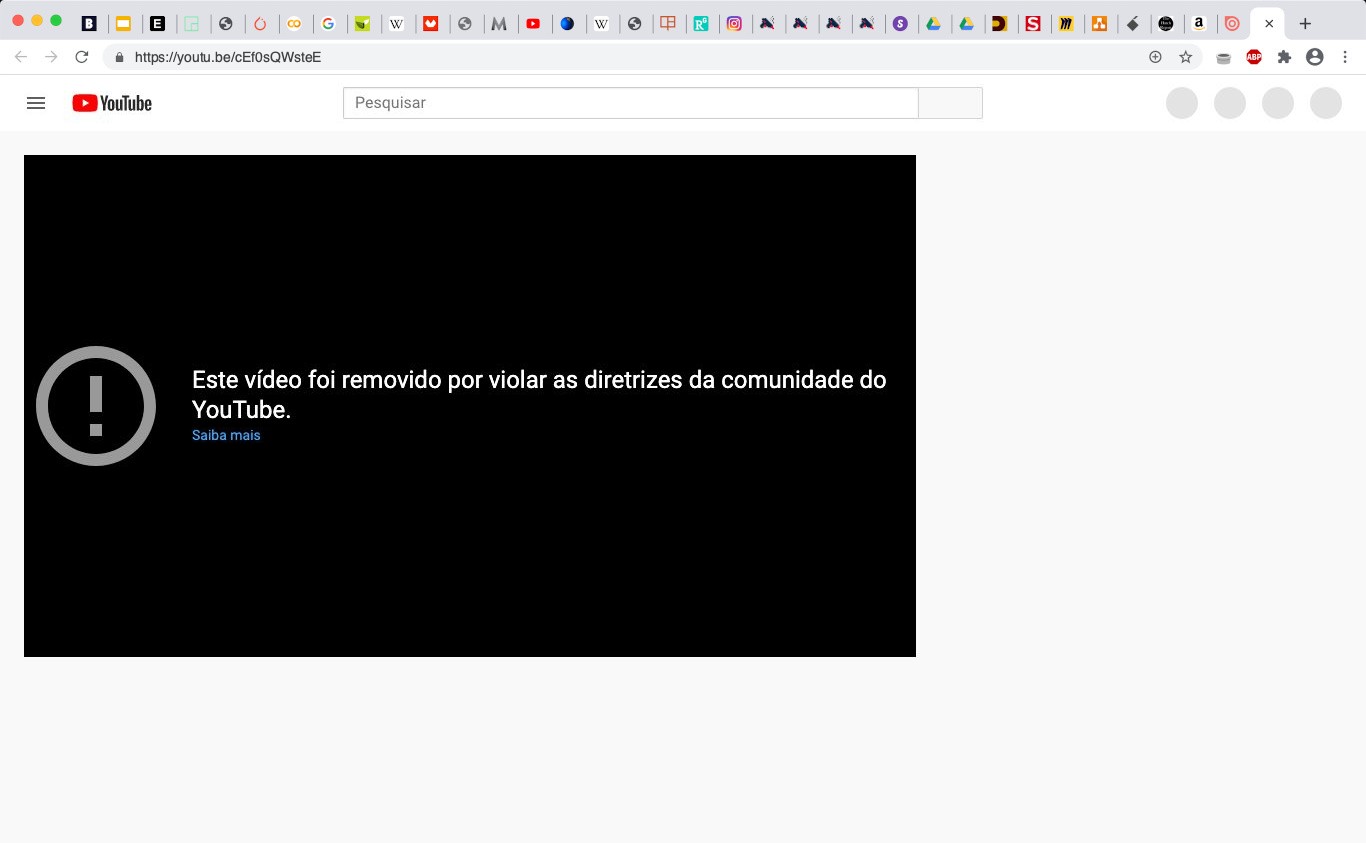 https://youtu.be/cEf0sQWsteE
ABP
YouTube
Pesquisar
Este vídeo foi removido por violar as diretrizes da comunidade do
YouTube.
Saiba mais